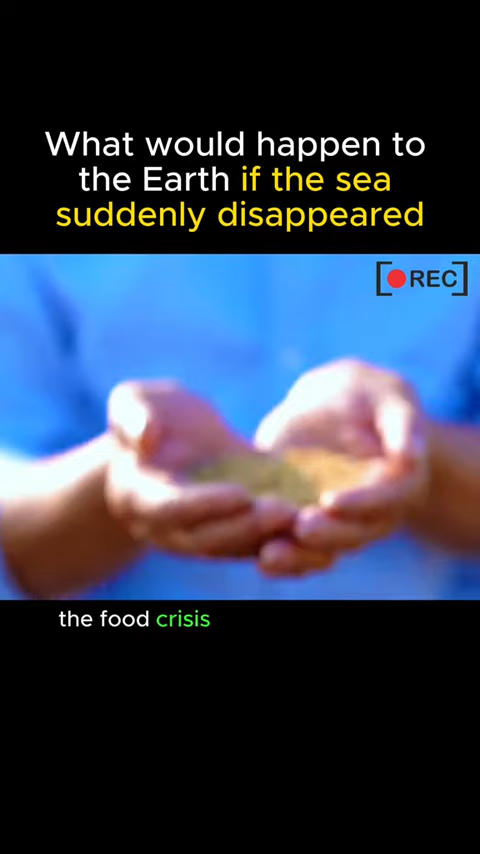 What would happen to
the Earth if the sea
suddenly disappeared
[REC]
the food crisis